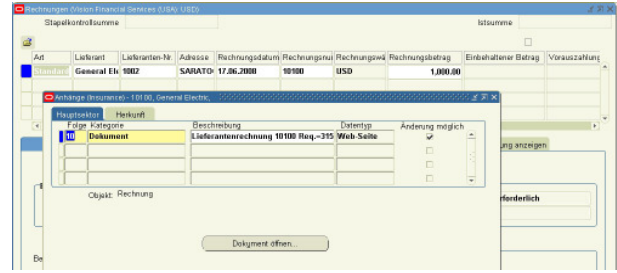 Rechnungen (Vision Financial Services (USA): USD)
Stapelkontrollsumme Istsumme
Art Lieferant Lieferanten-Nr. Adresse Rechnungsdatum Rechnungsnu Rechnungswä Rechnungsbetrag Einbehaltener Betrag Vorauszahlung
Standard General Ele 1002 SARATO 17.06.2008 10100 USD 1,000.00
Anhänge (Insurance) - 10100, General Electric,
Hauptsektor Herkunft
Folge Kategorie Beschreibung Datentyp Änderung möglich
10 Dokument Lieferantenrechnung 10100 Req.=315 Web-Seite
ung anzeigen
Objekt: Rechnung
rforderlich
Dokument öffnen...
Be